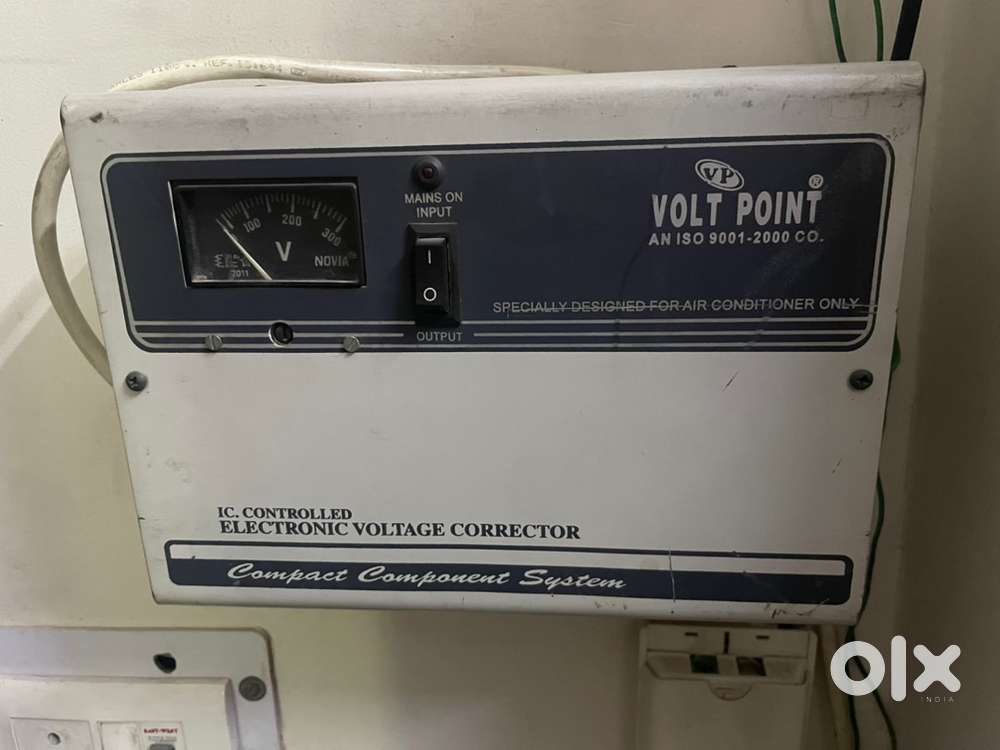 VP
VOLT POINT®
AN ISO 9001-2000 CO.
MAINS ON
INPUT
100 200 300
V
NOVIA
2011
I
O
OUTPUT
SPECIALLY DESIGNED FOR AIR CONDITIONER ONLY
IC. CONTROLLED
ELECTRONIC VOLTAGE CORRECTOR
Compact Component System
olx
INDIA